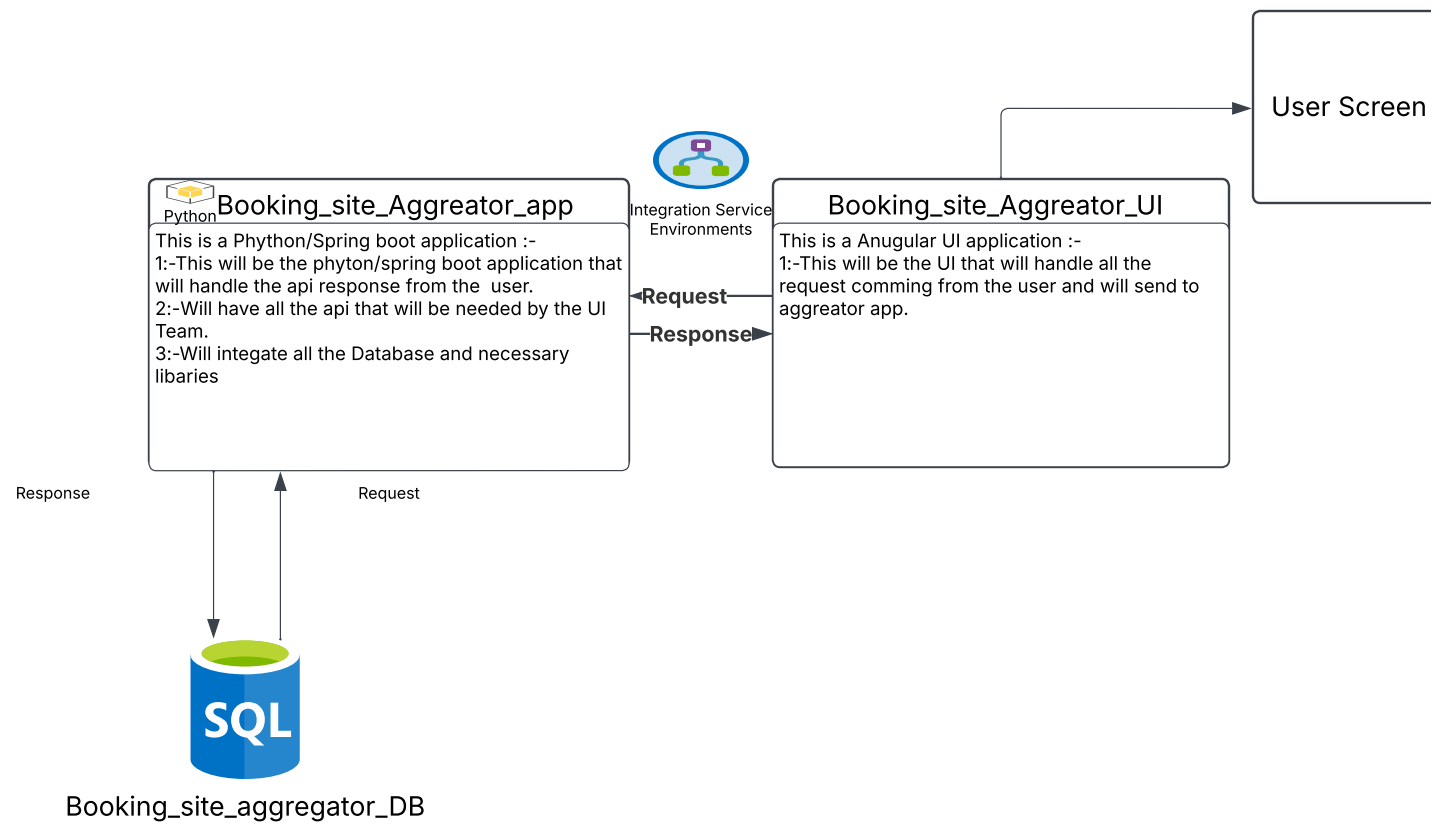 User Screen
Python
Booking_site_Aggreator_app
Integration Service
Environments
Booking_site_Aggreator_UI
This is a Phython/Spring boot application :-
1:-This will be the phyton/spring boot application that
will handle the api response from the  user.
2:-Will have all the api that will be needed by the UI
Team.
3:-Will integate all the Database and necessary
libaries
Request
Response
This is a Anugular UI application :-
1:-This will be the UI that will handle all the
request comming from the user and will send to
aggreator app.
Response
Request
SQL
Booking_site_aggregator_DB